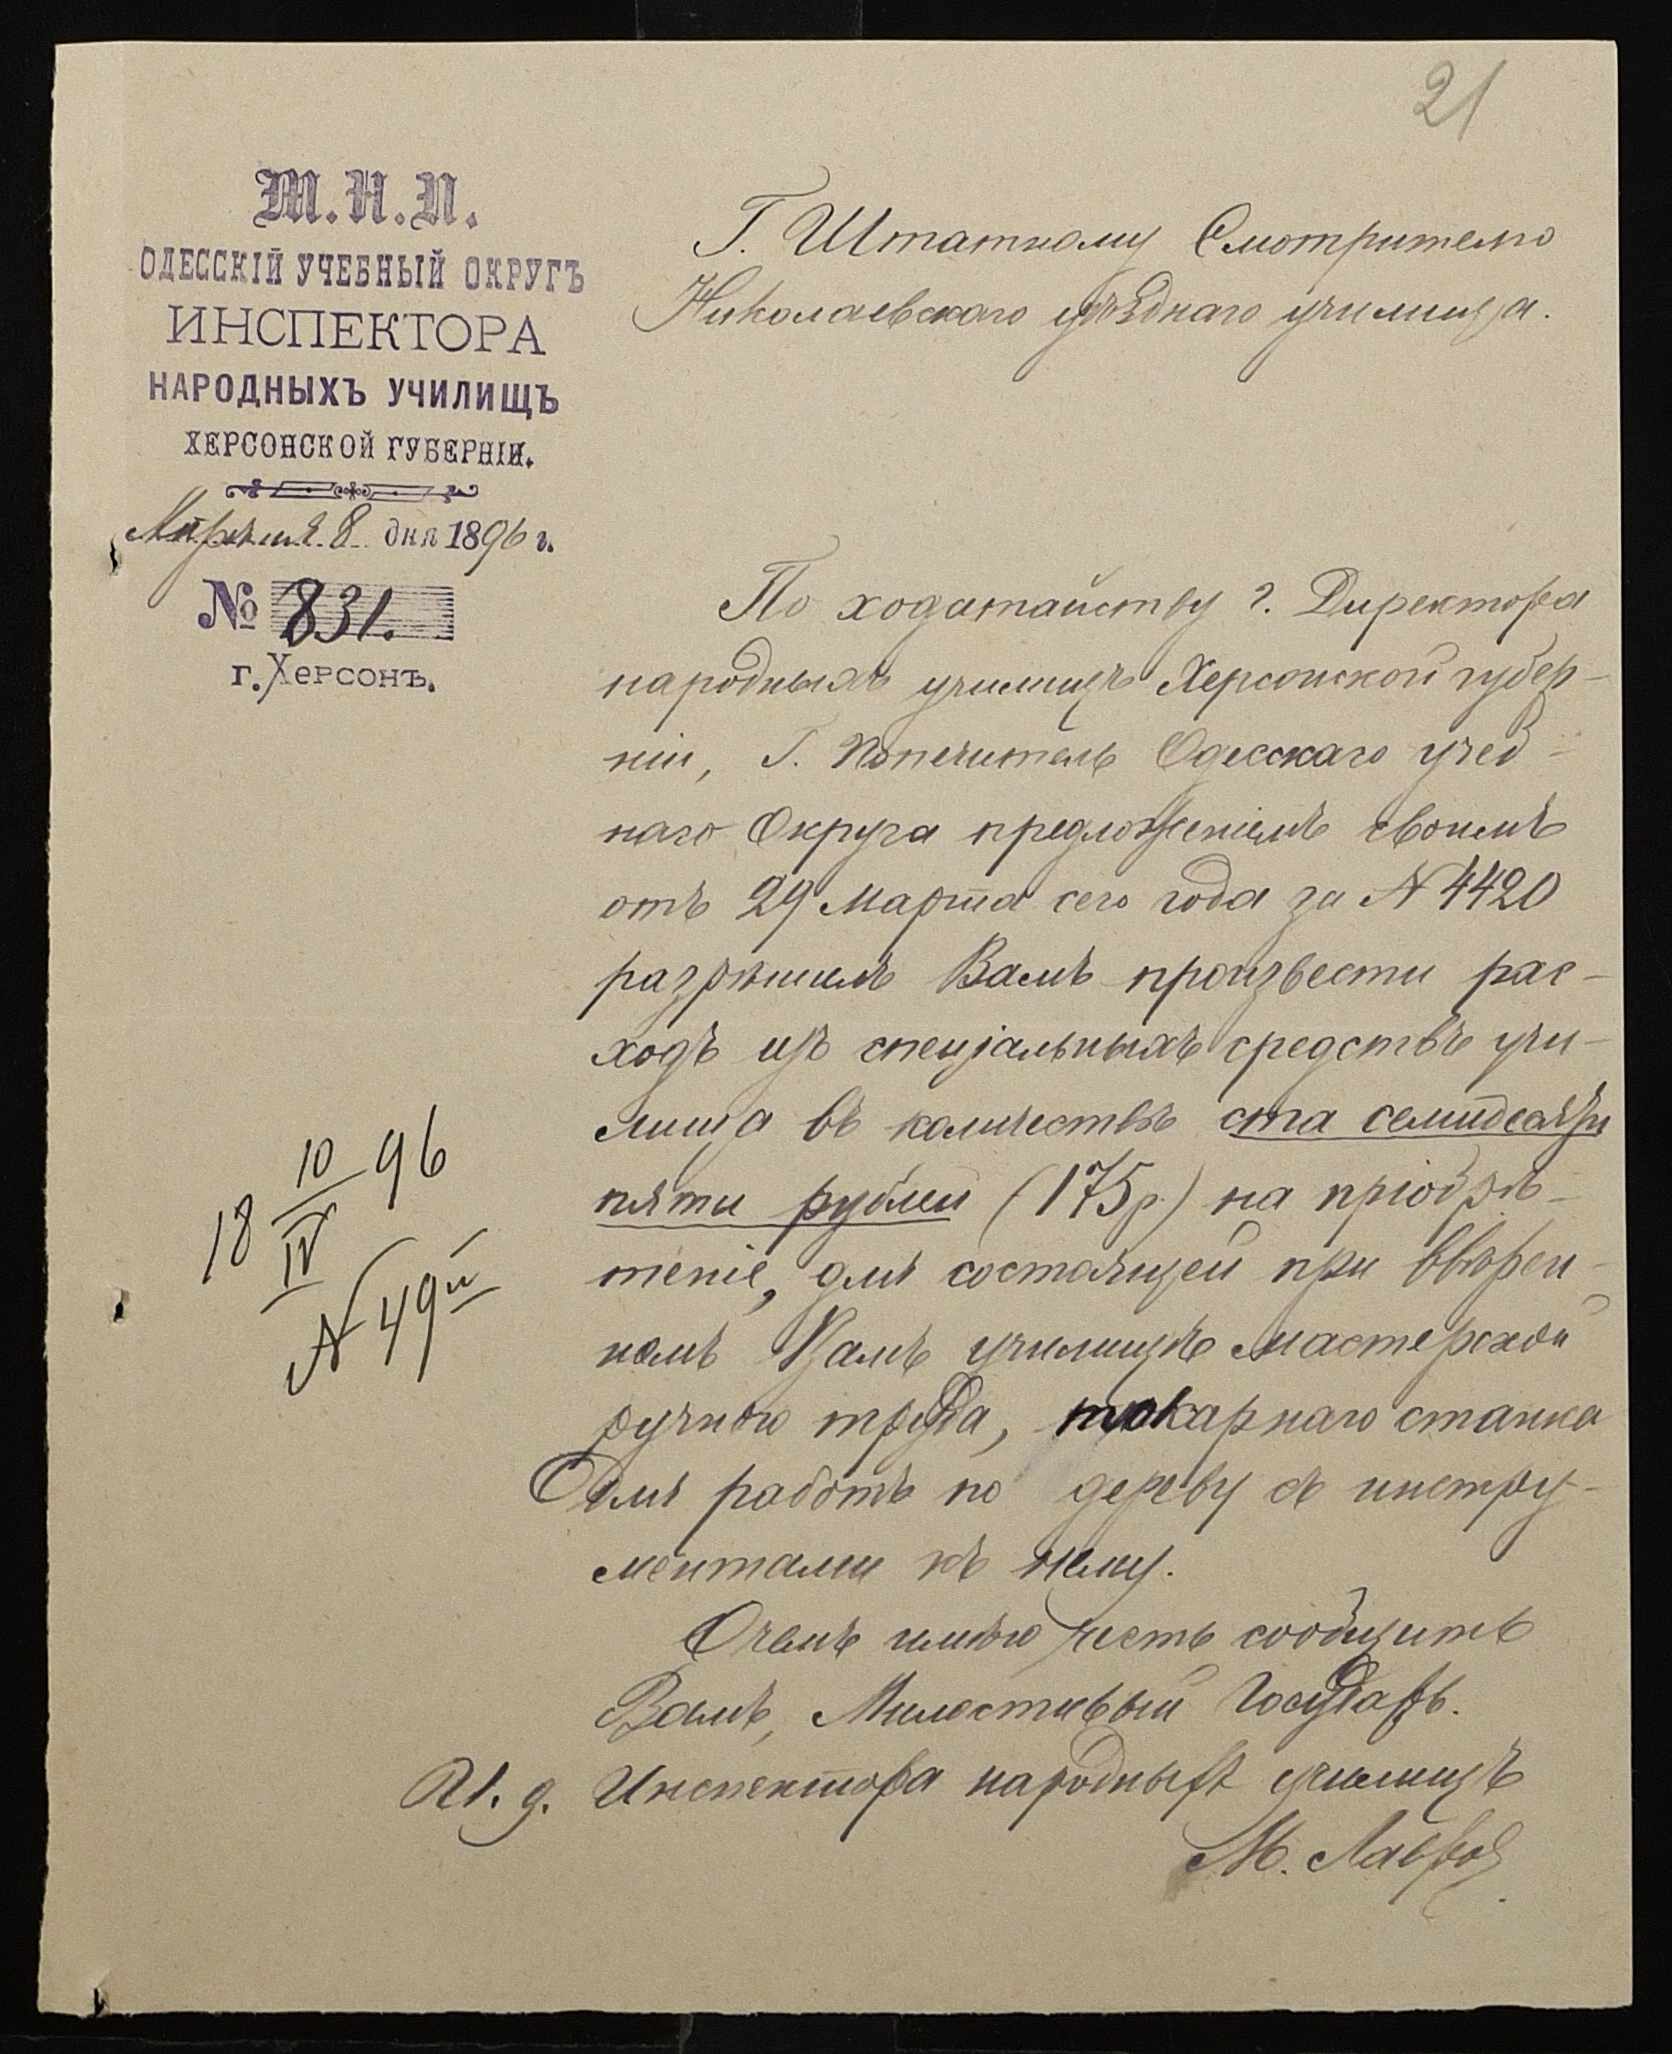 21
М.Н.П.
ОДЕССКІЙ УЧЕБНЫЙ ОКРУГЪ
ИНСПЕКТОРА
НАРОДНЫХЪ УЧИЛИЩЪ
ХЕРСОНСКОЙ ГУБЕРНІИ.
Апрѣля 8 дня 1896 г.
№ 831.
г. Херсонъ.
Г. Штатному Смотрителю
Николаевскаго уѣзднаго училища.
По ходатайству г. Директора
народныхъ училищъ Херсонской губер-
ніи, Г. Попечитель Одесскаго учеб-
наго Округа предложеніемъ своимъ
отъ 29 Марта сего года за № 4420
разрѣшилъ Вамъ произвести рас-
ходъ изъ спеціальныхъ средствъ учи-
лища въ количествѣ ста семидесяти
пяти рублей (175 р.) на пріобрѣ-
теніе, для состоящей при ввѣрен-
номъ Вамъ училищѣ мастерской
ручного труда, токарнаго станка
для работъ по дереву съ инстру-
ментами къ нему.
О чемъ имѣю честь сообщить
Вамъ, Милостивый Государь.
И. д. Инспектора народныхъ училищъ
М. Лавров
18 10/IV 96
№ 49й